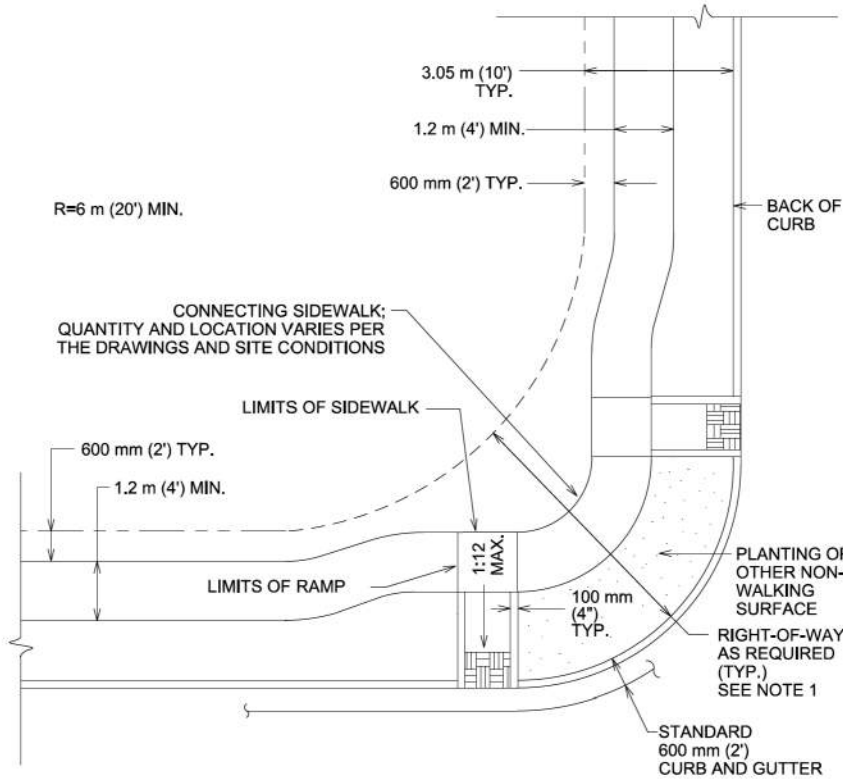 3.05 m (10')
TYP.
1.2 m (4') MIN.
600 mm (2') TYP.
R=6 m (20') MIN.
BACK OF
CURB
CONNECTING SIDEWALK;
QUANTITY AND LOCATION VARIES PER
THE DRAWINGS AND SITE CONDITIONS
LIMITS OF SIDEWALK
600 mm (2') TYP.
1.2 m (4') MIN.
1:12
MAX.
LIMITS OF RAMP
100 mm
(4")
TYP.
PLANTING OR
OTHER NON-
WALKING
SURFACE
RIGHT-OF-WAY
AS REQUIRED
(TYP.)
SEE NOTE 1
STANDARD
600 mm (2')
CURB AND GUTTER